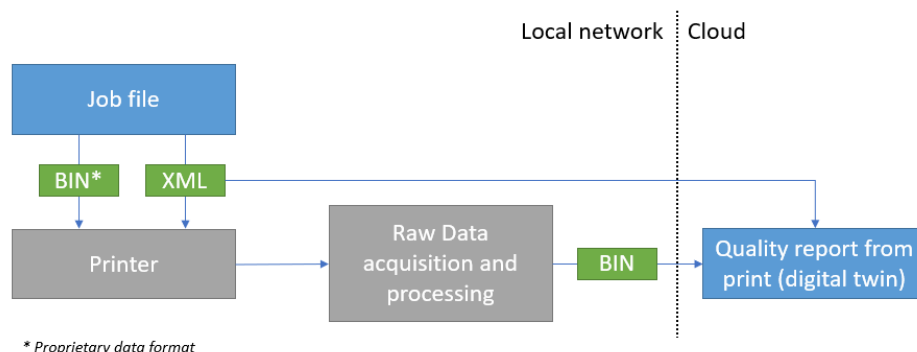 Local network
Cloud
Job file
BIN*
XML
Printer
Raw Data
acquisition and
processing
BIN
Quality report from
print (digital twin)
* Proprietary data format